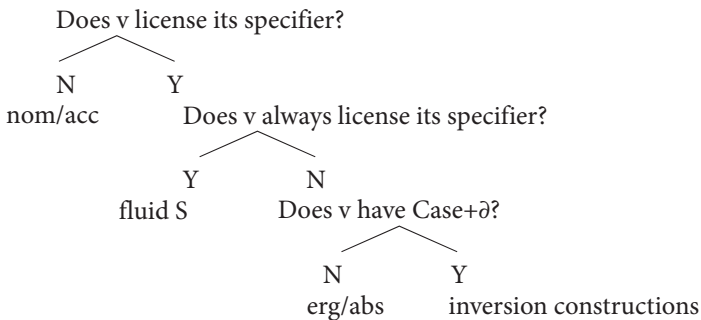 Does v license its specifier?
N Y
nom/acc Does v always license its specifier?
Y N
fluid S Does v have Case+∂?
N Y
erg/abs inversion constructions